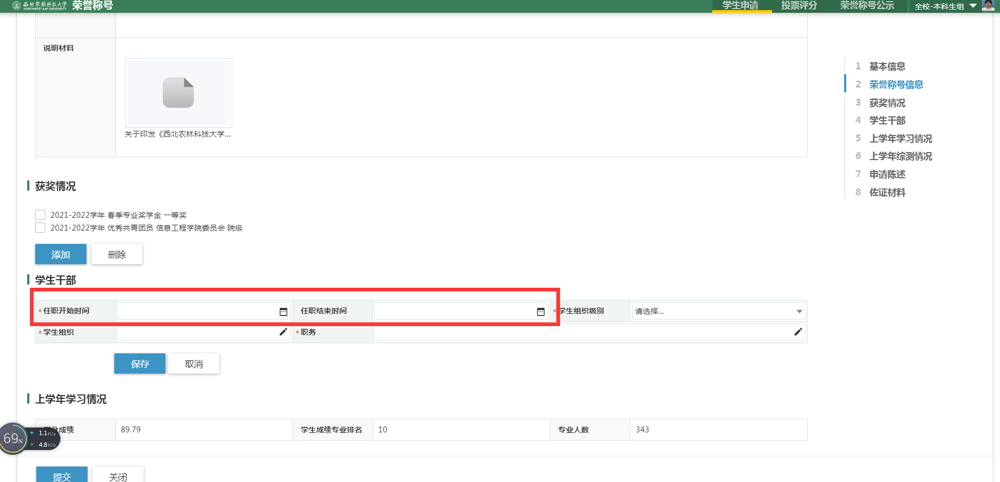 西北农林科技大学
NORTHWEST A&F UNIVERSITY
荣誉称号
学生申请
投票评分
荣誉称号公示
全校-本科生组
说明材料
关于印发《西北农林科技大学...
1 基本信息
2 荣誉称号信息
3 获奖情况
4 学生干部
5 上学年学习情况
6 上学年综测情况
7 申请陈述
8 佐证材料
获奖情况
2021-2022学年 春季专业奖学金 一等奖
2021-2022学年 优秀共青团员 信息工程学院委员会 院级
添加
删除
学生干部
*任职开始时间
任职结束时间
*学生组织级别
请选择...
*学生组织
*职务
保存
取消
上学年学习情况
学分成绩
89.79
学生成绩专业排名
10
专业人数
343
69%
1.1K/s
4.8K/s
提交
关闭